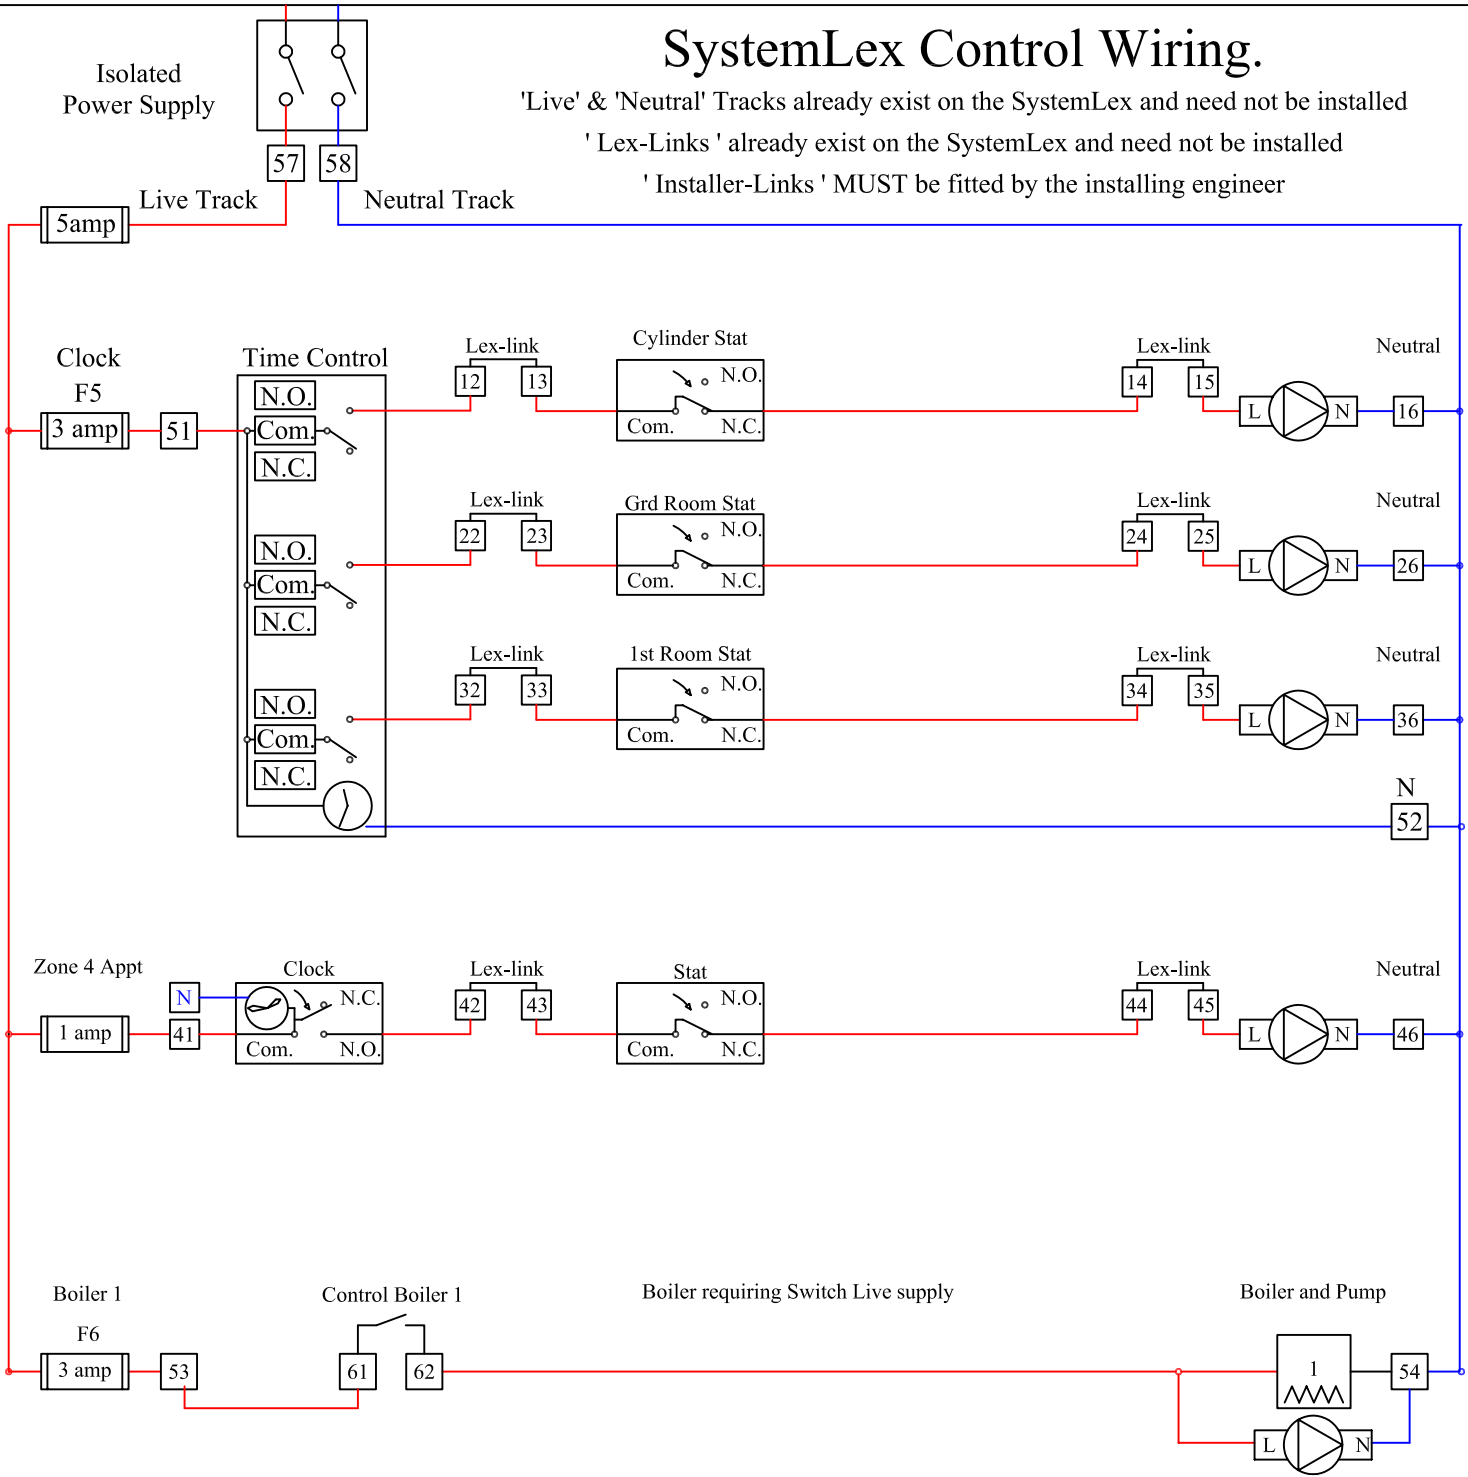 SystemLex Control Wiring.
'Live' & 'Neutral' Tracks already exist on the SystemLex and need not be installed
' Lex-Links ' already exist on the SystemLex and need not be installed
' Installer-Links ' MUST be fitted by the installing engineer
Isolated
Power Supply
57 58
Live Track Neutral Track
5amp
Clock
F5
3 amp 51
Time Control
N.O.
Com.
N.C.
N.O.
Com.
N.C.
N.O.
Com.
N.C.
Lex-link
12 13
Cylinder Stat
N.O.
Com. N.C.
Lex-link
14 15
L N
Neutral
16
Lex-link
22 23
Grd Room Stat
N.O.
Com. N.C.
Lex-link
24 25
L N
Neutral
26
Lex-link
32 33
1st Room Stat
N.O.
Com. N.C.
Lex-link
34 35
L N
Neutral
36
N
52
Zone 4 Appt
1 amp
N
41
Clock
N.C.
Com. N.O.
Lex-link
42 43
Stat
N.O.
Com. N.C.
Lex-link
44 45
L N
Neutral
46
Boiler 1
F6
3 amp 53
Control Boiler 1
61 62
Boiler requiring Switch Live supply
Boiler and Pump
1 54
L N